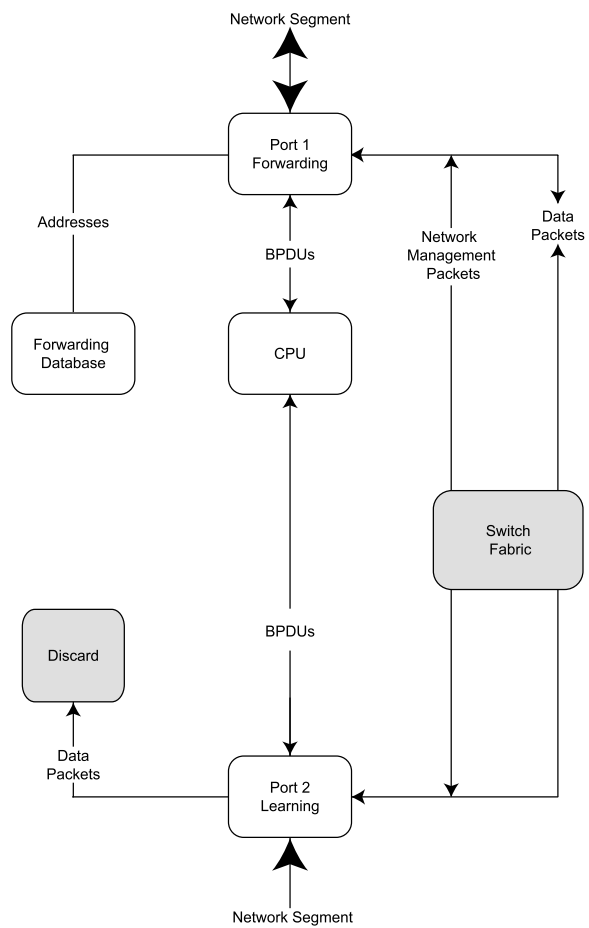 Network Segment
Port 1
Forwarding
Addresses
BPDUs
Network
Management
Packets
Data
Packets
Forwarding
Database
CPU
Switch
Fabric
BPDUs
Discard
Data
Packets
Port 2
Learning
Network Segment